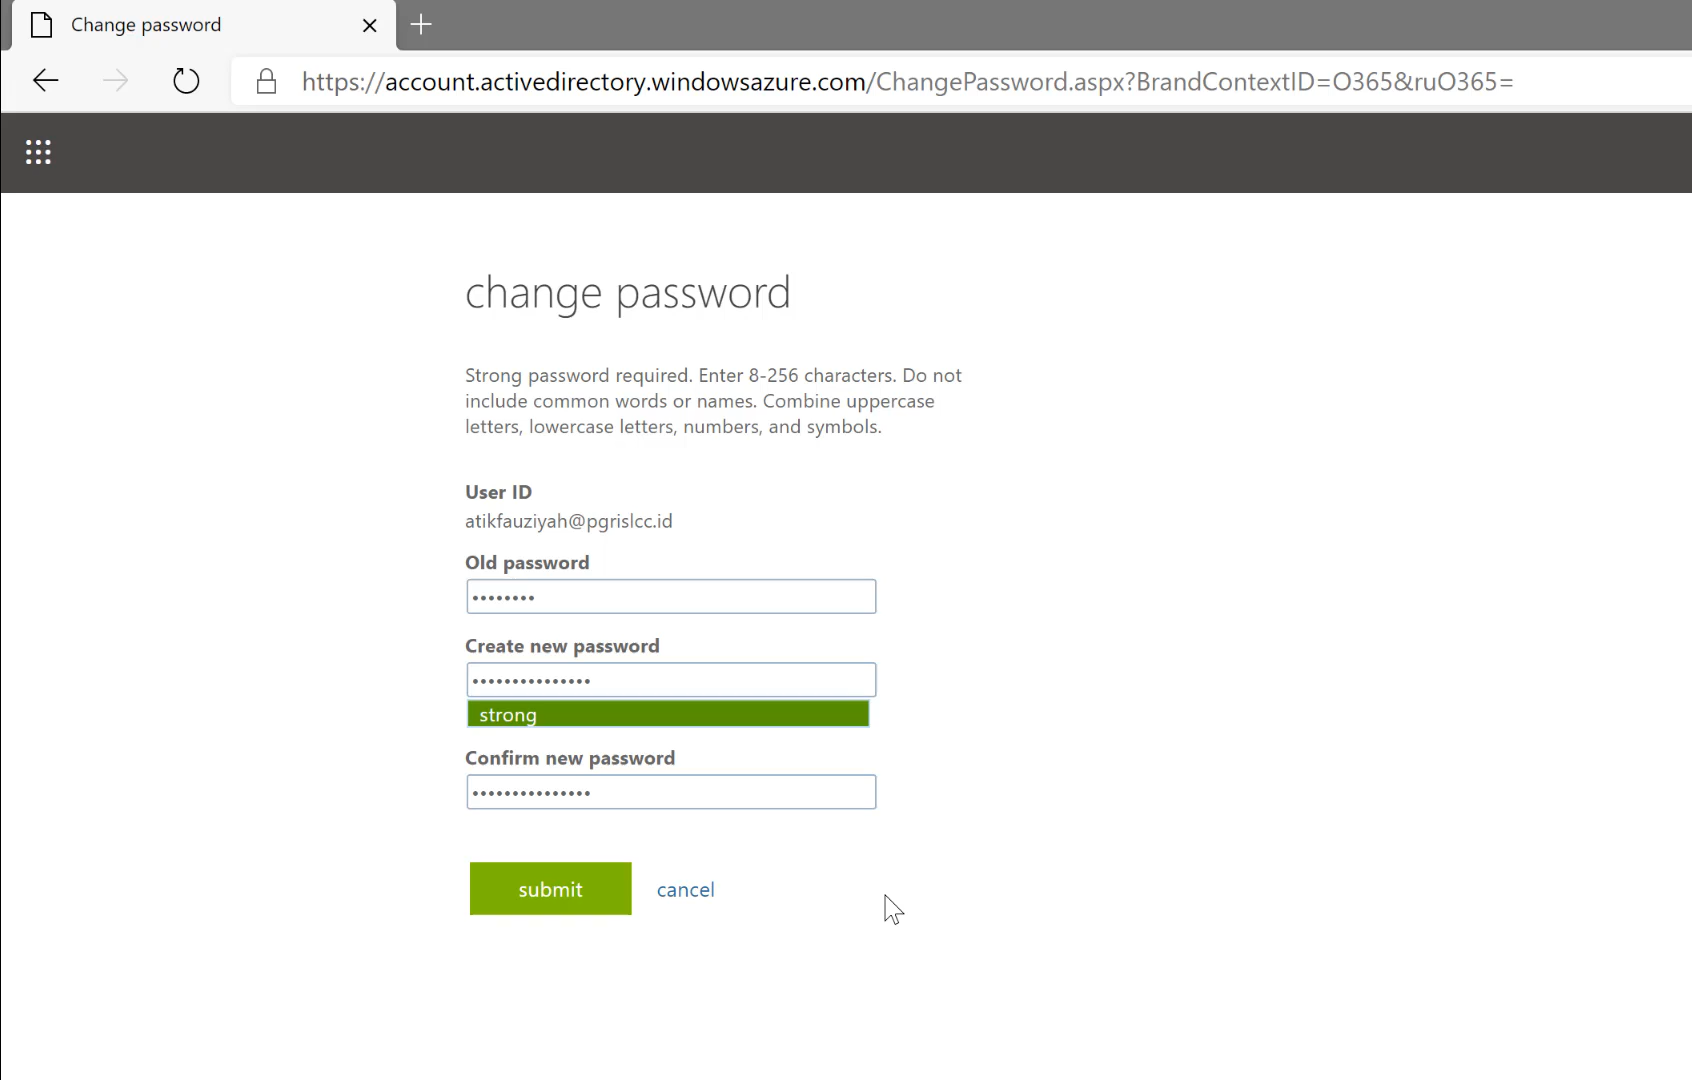 Change password
https://account.activedirectory.windowsazure.com/ChangePassword.aspx?BrandContextID=O365&ruO365=
change password
Strong password required. Enter 8-256 characters. Do not
include common words or names. Combine uppercase
letters, lowercase letters, numbers, and symbols.
User ID
atikfauziyah@pgrislcc.id
Old password
••••••••
Create new password
•••••••••••••••
strong
Confirm new password
•••••••••••••••
submit cancel